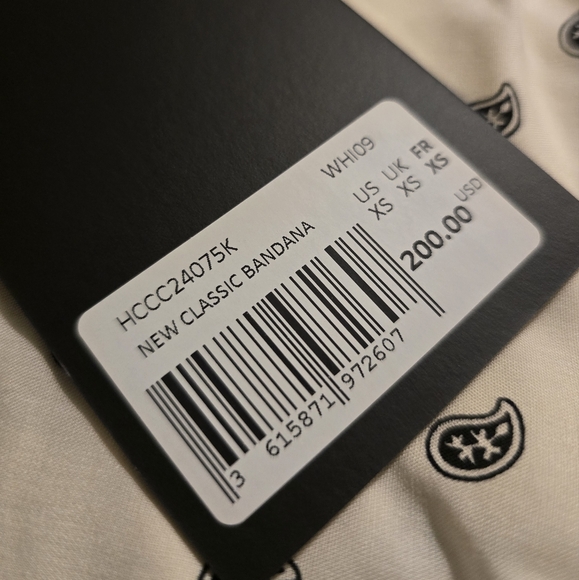 HCCC24075K WHI09
NEW CLASSIC BANDANA
US UK FR
XS XS XS
200.00 USD
3 615871 972607